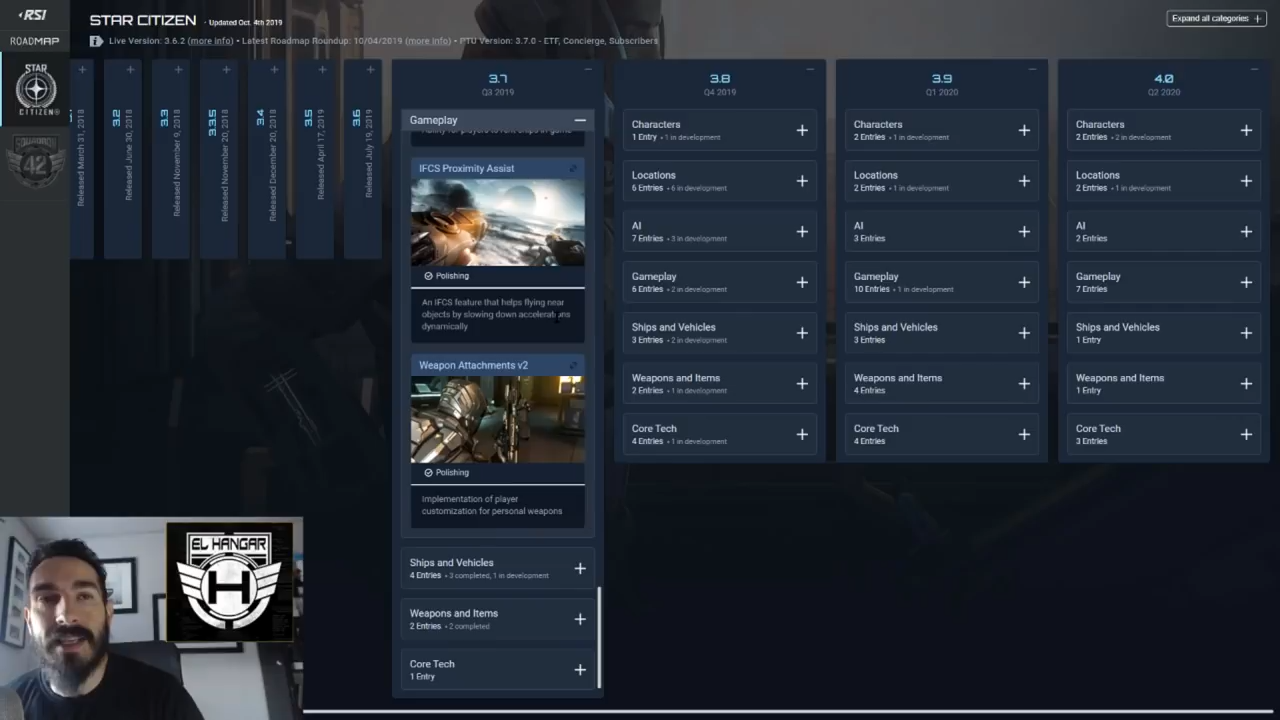 RSI
ROADMAP
STAR CITIZEN
SQUADRON 42
STAR CITIZEN • Updated Oct. 4th 2019
Live Version: 3.6.2 (more info) • Latest Roadmap Roundup: 10/04/2019 (more info) • PTU Version: 3.7.0 - ETF, Concierge, Subscribers
Expand all categories +
Released March 31, 2018
3.2
Released June 30, 2018
3.3
Released November 9, 2018
3.3.5
Released November 20, 2018
3.4
Released December 20, 2018
3.5
Released April 17, 2019
3.6
Released July 19, 2019
3.7
Q3 2019
Gameplay
IFCS Proximity Assist
Polishing
An IFCS feature that helps flying near
objects by slowing down accelerations
dynamically
Weapon Attachments v2
Polishing
Implementation of player
customization for personal weapons
Ships and Vehicles
4 Entries • 3 completed, 1 in development
Weapons and Items
2 Entries • 2 completed
Core Tech
1 Entry
3.8
Q4 2019
Characters
1 Entry • 1 in development
Locations
6 Entries • 6 in development
AI
7 Entries • 3 in development
Gameplay
6 Entries • 2 in development
Ships and Vehicles
3 Entries • 2 in development
Weapons and Items
2 Entries • 1 in development
Core Tech
4 Entries • 1 in development
3.9
Q1 2020
Characters
2 Entries • 1 in development
Locations
2 Entries • 1 in development
AI
3 Entries
Gameplay
10 Entries • 1 in development
Ships and Vehicles
3 Entries
Weapons and Items
4 Entries
Core Tech
4 Entries
4.0
Q2 2020
Characters
2 Entries • 2 in development
Locations
2 Entries • 1 in development
AI
2 Entries
Gameplay
7 Entries
Ships and Vehicles
1 Entry
Weapons and Items
1 Entry
Core Tech
3 Entries
EL HANGAR
H